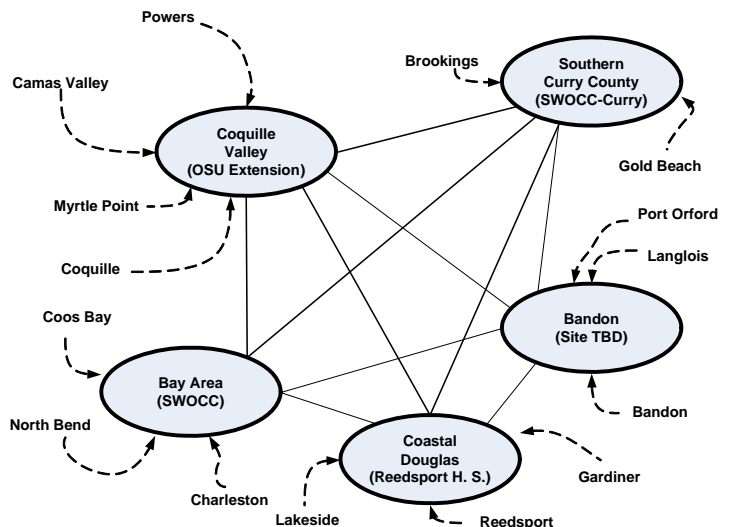 Powers
Camas Valley
Coquille
Valley
(OSU Extension)
Myrtle Point
Coquille
Brookings
Southern
Curry County
(SWOCC-Curry)
Gold Beach
Port Orford
Langlois
Bandon
(Site TBD)
Bandon
Coos Bay
Bay Area
(SWOCC)
North Bend
Charleston
Coastal
Douglas
(Reedsport H. S.)
Gardiner
Lakeside
Reedsport